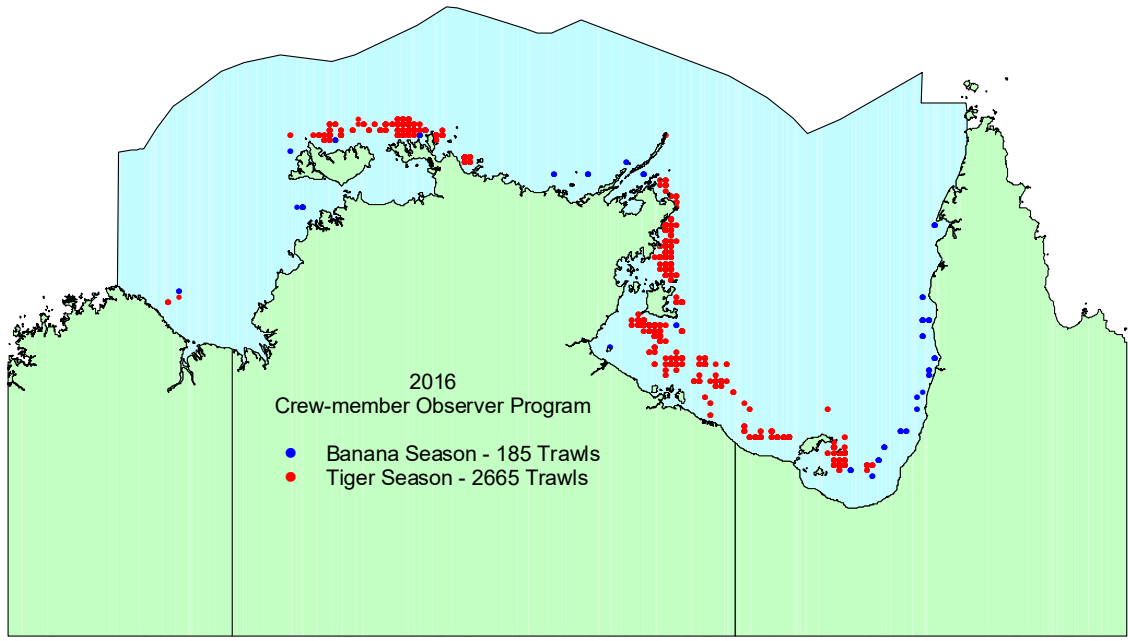 2016
Crew-member Observer Program
Banana Season - 185 Trawls
Tiger Season - 2665 Trawls